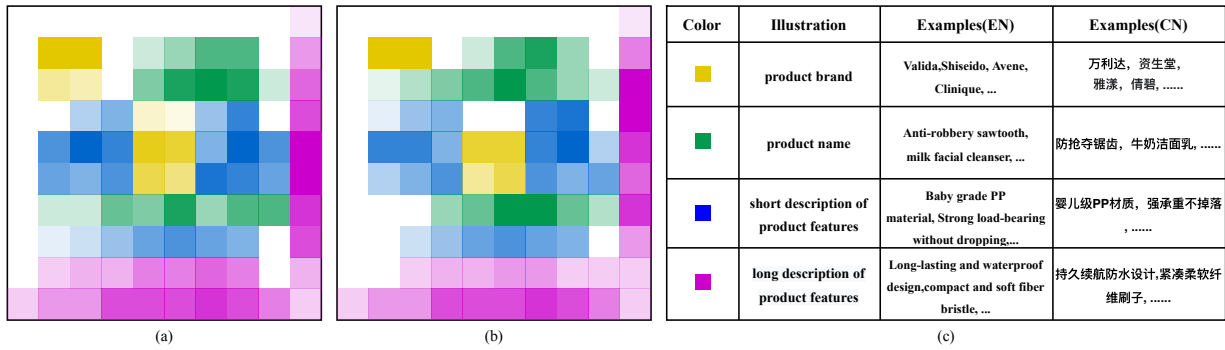 Color Illustration Examples(EN) Examples(CN)
product brand
Valida,Shiseido, Avene,
Clinique, ...
万利达，资生堂，
雅漾，倩碧, ......
product name
Anti-robbery sawtooth,
milk facial cleanser, ...
防抢夺锯齿，牛奶洁面乳, ......
short description of
product features
Baby grade PP
material, Strong load-bearing
without dropping,...
婴儿级PP材质，强承重不掉落
, ......
long description of
product features
Long-lasting and waterproof
design,compact and soft fiber
bristle, ...
持久续航防水设计,紧凑柔软纤
维刷子, ......
(a) (b) (c)